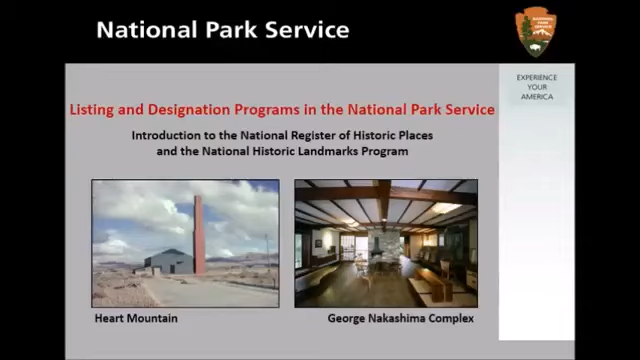 National Park Service
EXPERIENCE
YOUR
AMERICA
Listing and Designation Programs in the National Park Service
Introduction to the National Register of Historic Places
and the National Historic Landmarks Program
Heart Mountain
George Nakashima Complex